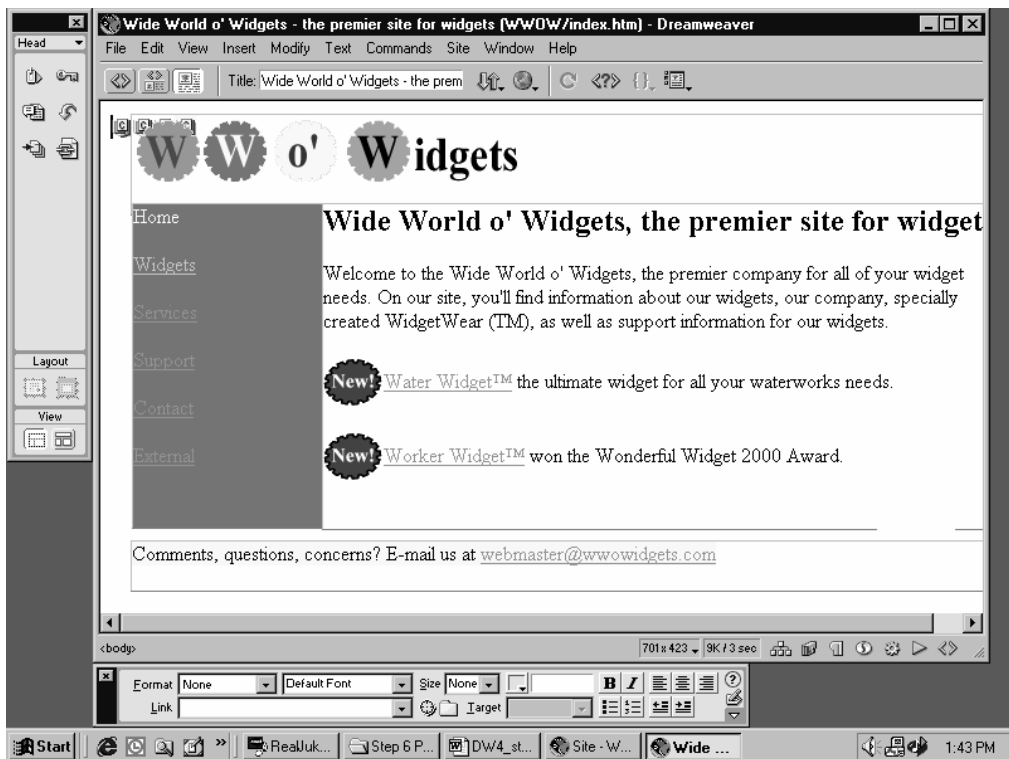 Wide World o' Widgets - the premier site for widgets (WWOW/index.htm) - Dreamweaver
Head
File Edit View Insert Modify Text Commands Site Window Help
Title: Wide World o' Widgets - the prem
W W o' W idgets
Home
Widgets
Services
Support
Contact
External
Wide World o' Widgets, the premier site for widget
Welcome to the Wide World o' Widgets, the premier company for all of your widget
needs. On our site, you'll find information about our widgets, our company, specially
created WidgetWear (TM), as well as support information for our widgets.
New! Water Widget™ the ultimate widget for all your waterworks needs.
New! Worker Widget™ won the Wonderful Widget 2000 Award.
Comments, questions, concerns? E-mail us at webmaster@wwowidgets.com
Layout
View
<body>
701 x 423 9K / 3 sec
Format None Default Font Size None B I
Link Target
Start » RealJuk... Step 6 P... DW4_st... Site - W... Wide ... 1:43 PM